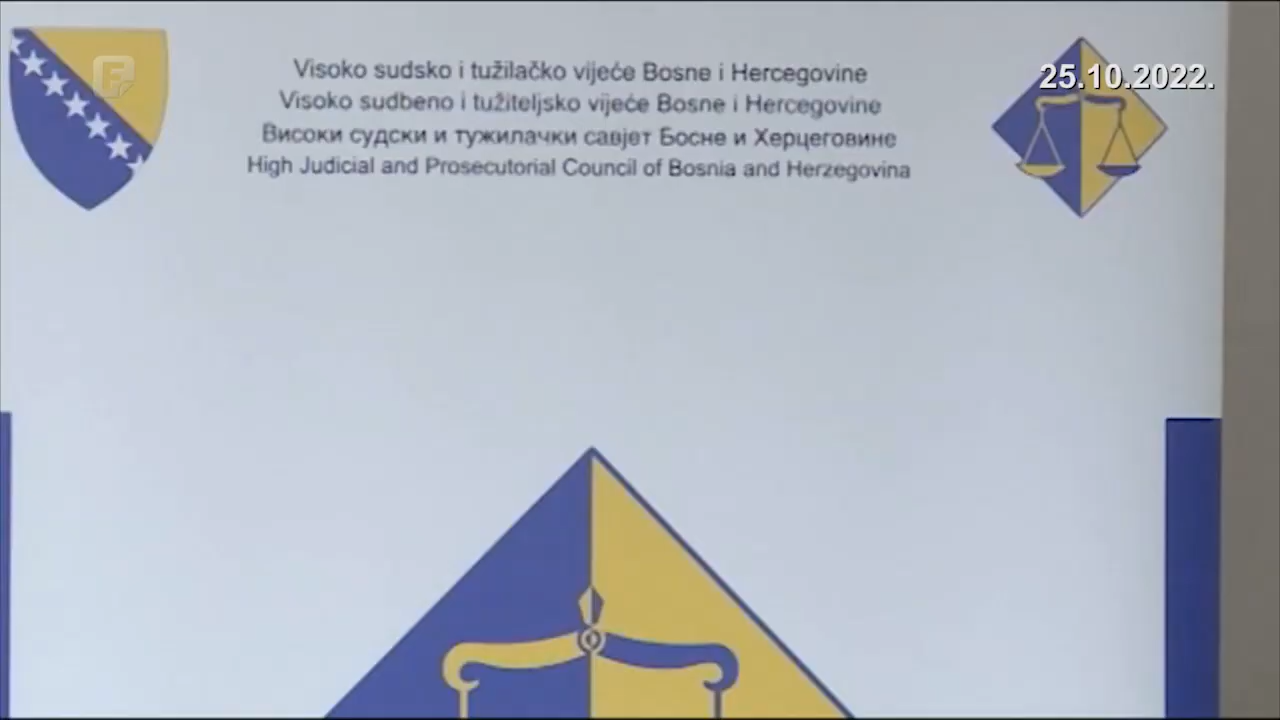 Visoko sudsko i tužilačko vijeće Bosne i Hercegovine
Visoko sudbeno i tužiteljsko vijeće Bosne i Hercegovine
Високи судски и тужилачки савјет Босне и Херцеговине
High Judicial and Prosecutorial Council of Bosnia and Herzegovina
25.10.2022.
F